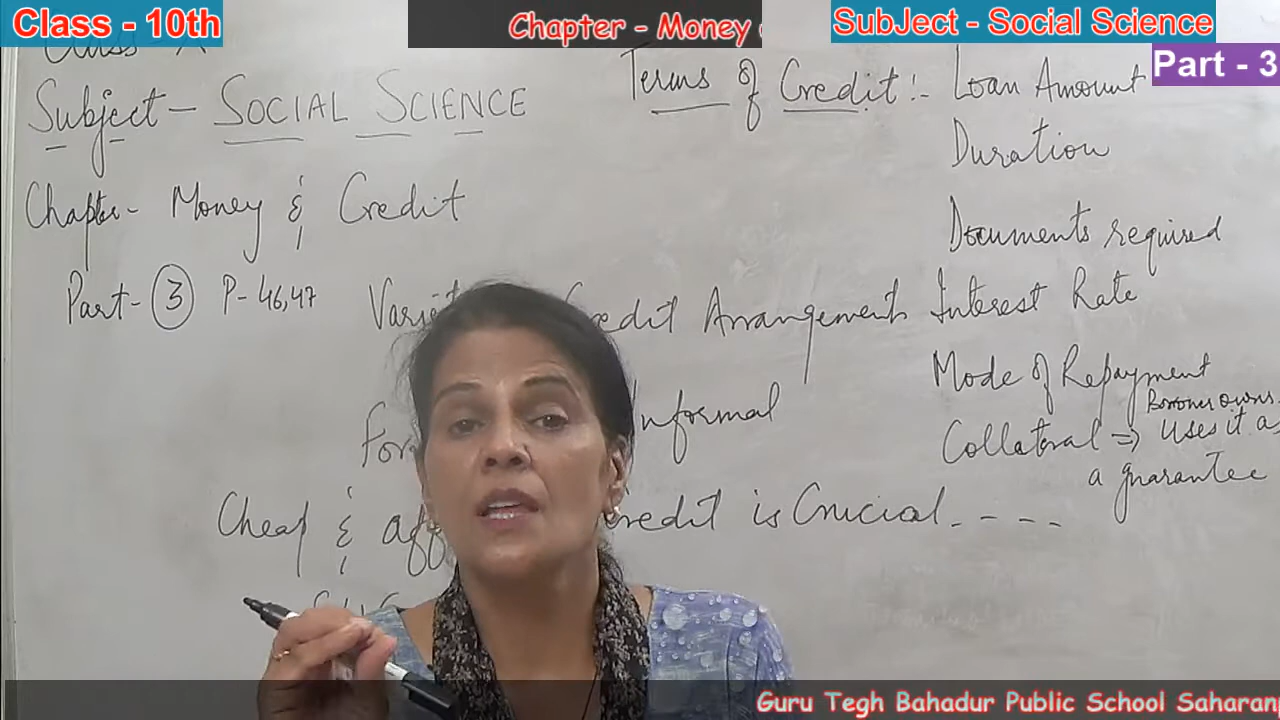 Class - 10th
Chapter - Money
SubJect - Social Science
Part - 3
Class - X
Subject - SOCIAL SCIENCE
Chapter - Money & Credit
Part - 3 P - 46,47
Terms of Credit :- Loan Amount
Duration
Documents required
Interest Rate
Mode of Repayment
Collateral ⇒ Borrower owns
Uses it as
a guarantee
Credit Arrangements
Informal
Cheap & credit is Crucial - - - -
Guru Tegh Bahadur Public School Saharan